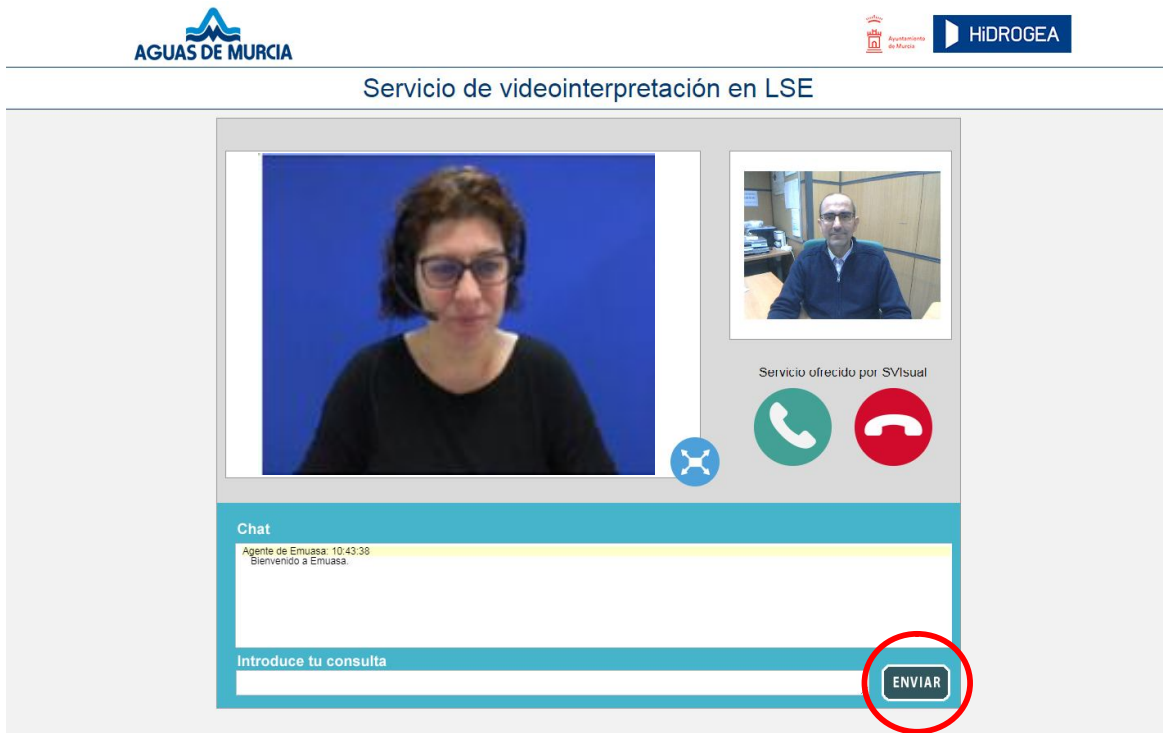 AGUAS DE MURCIA
Ayuntamiento
de Murcia
HiDROGEA
Servicio de videointerpretación en LSE
Servicio ofrecido por SVIsual
Chat
Agente de Emuasa: 10:43:38
Bienvenido a Emuasa.
Introduce tu consulta
ENVIAR